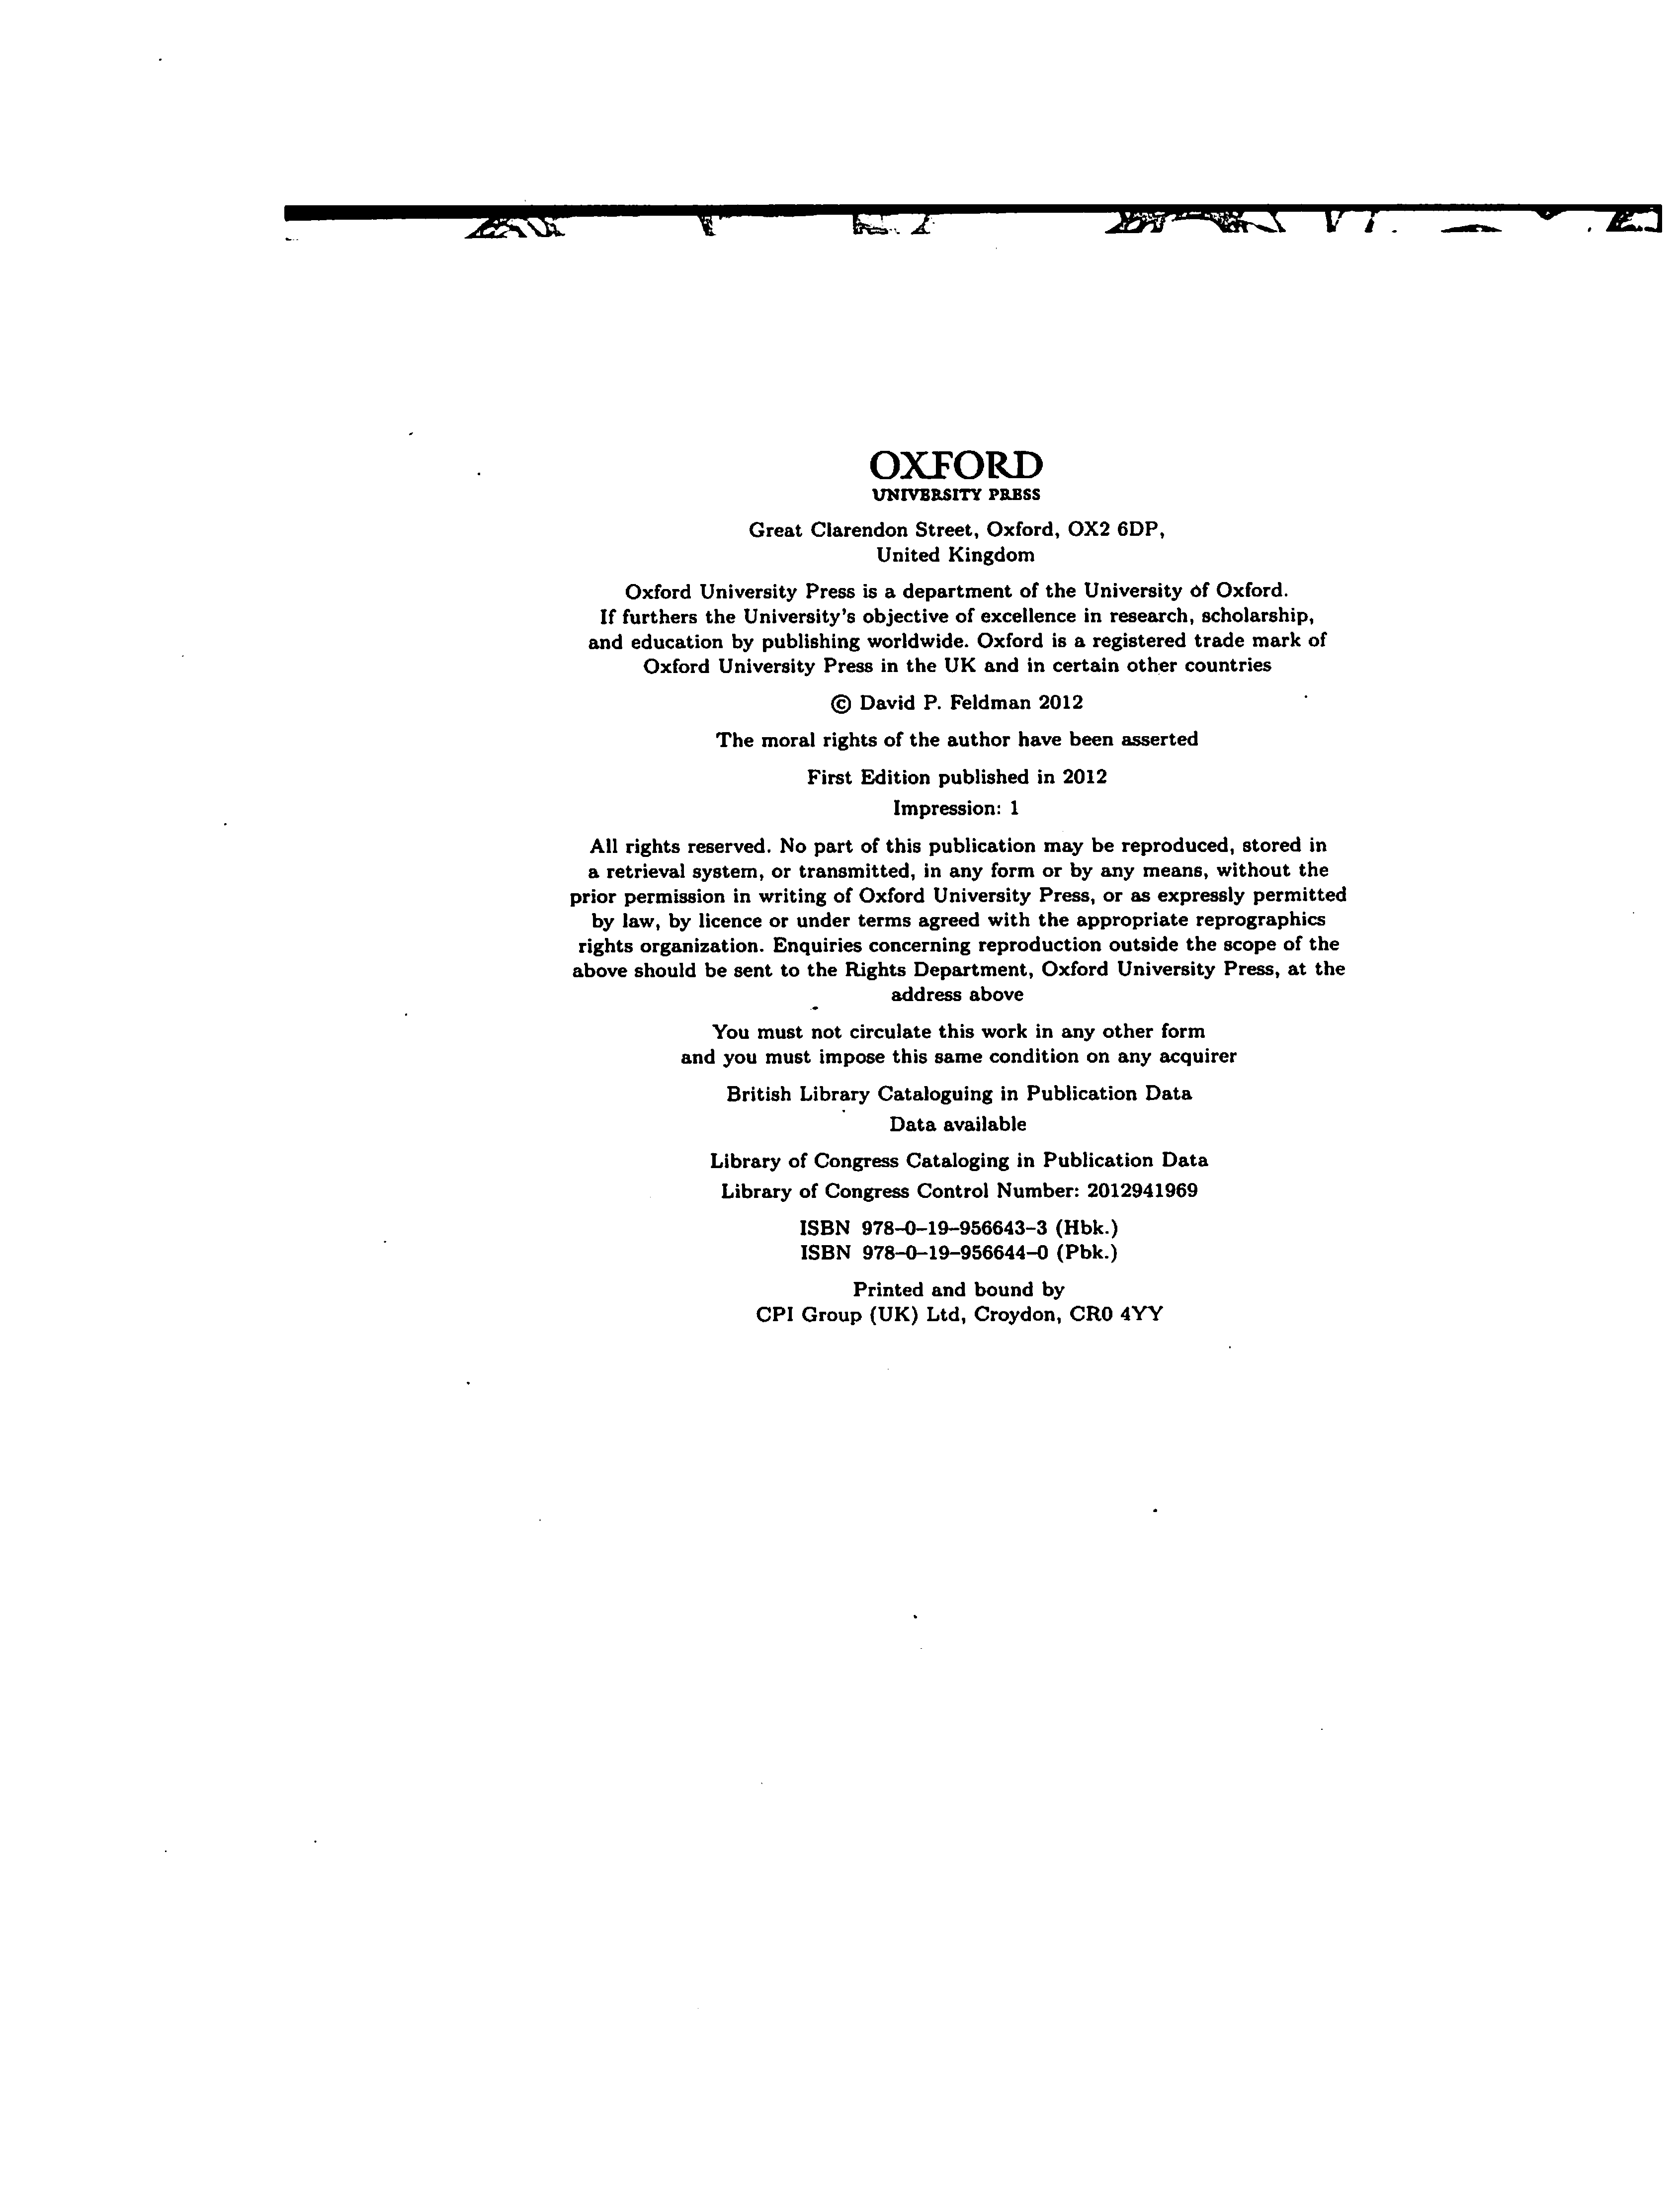 OXFORD
UNIVERSITY PRESS
Great Clarendon Street, Oxford, OX2 6DP,
United Kingdom
Oxford University Press is a department of the University of Oxford.
If furthers the University's objective of excellence in research, scholarship,
and education by publishing worldwide. Oxford is a registered trade mark of
Oxford University Press in the UK and in certain other countries
© David P. Feldman 2012
The moral rights of the author have been asserted
First Edition published in 2012
Impression: 1
All rights reserved. No part of this publication may be reproduced, stored in
a retrieval system, or transmitted, in any form or by any means, without the
prior permission in writing of Oxford University Press, or as expressly permitted
by law, by licence or under terms agreed with the appropriate reprographics
rights organization. Enquiries concerning reproduction outside the scope of the
above should be sent to the Rights Department, Oxford University Press, at the
address above
You must not circulate this work in any other form
and you must impose this same condition on any acquirer
British Library Cataloguing in Publication Data
Data available
Library of Congress Cataloging in Publication Data
Library of Congress Control Number: 2012941969
ISBN 978–0–19–956643–3 (Hbk.)
ISBN 978–0–19–956644–0 (Pbk.)
Printed and bound by
CPI Group (UK) Ltd, Croydon, CR0 4YY